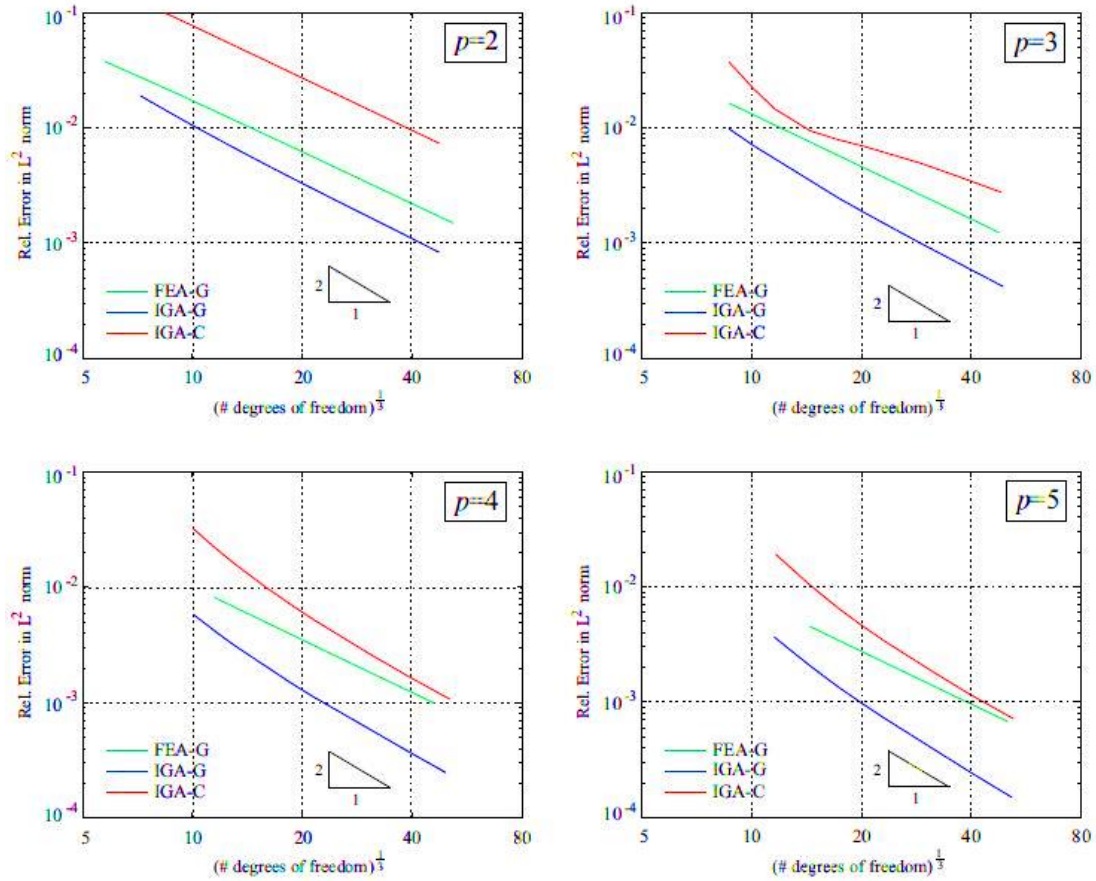 p=2
Rel. Error in L² norm
10⁻¹
10⁻²
10⁻³
10⁻⁴
FEA-G
IGA-G
IGA-C
2
1
5 10 20 40 80
(# degrees of freedom)^{1/3}
p=3
Rel. Error in L² norm
10⁻¹
10⁻²
10⁻³
10⁻⁴
FEA-G
IGA-G
IGA-C
2
1
5 10 20 40 80
(# degrees of freedom)^{1/3}
p=4
Rel. Error in L² norm
10⁻¹
10⁻²
10⁻³
10⁻⁴
FEA-G
IGA-G
IGA-C
2
1
5 10 20 40 80
(# degrees of freedom)^{1/3}
p=5
Rel. Error in L² norm
10⁻¹
10⁻²
10⁻³
10⁻⁴
FEA-G
IGA-G
IGA-C
2
1
5 10 20 40 80
(# degrees of freedom)^{1/3}